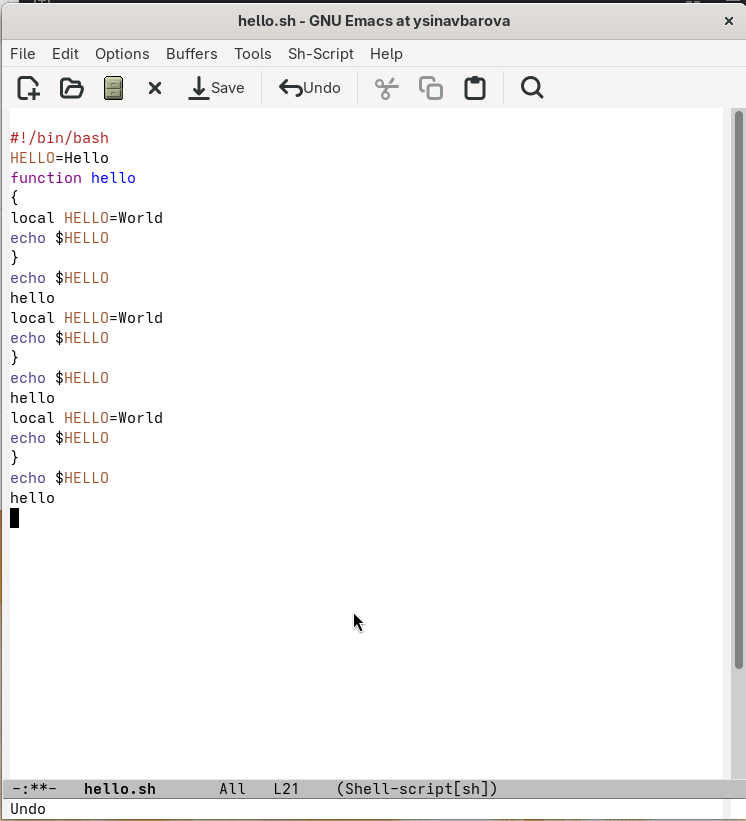 hello.sh - GNU Emacs at ysinavbarova
×
File Edit Options Buffers Tools Sh-Script Help
Save Undo
#!/bin/bash
HELLO=Hello
function hello
{
local HELLO=World
echo $HELLO
}
echo $HELLO
hello
local HELLO=World
echo $HELLO
}
echo $HELLO
hello
local HELLO=World
echo $HELLO
}
echo $HELLO
hello
-:**- hello.sh All L21 (Shell-script[sh])
Undo